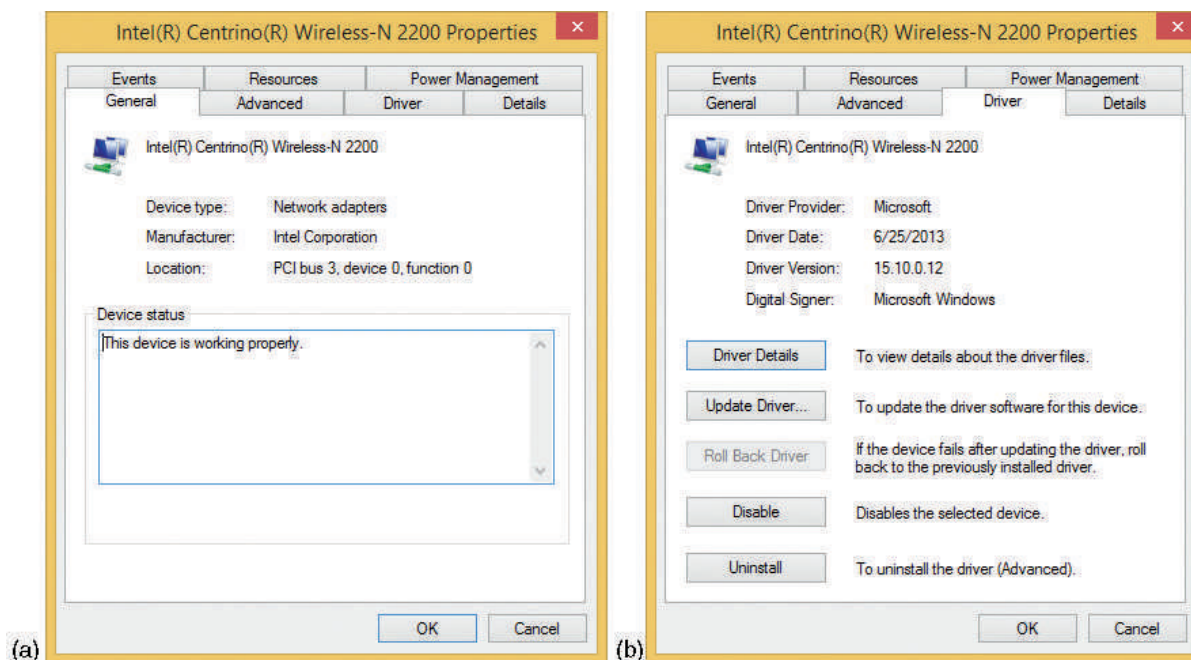 Intel(R) Centrino(R) Wireless-N 2200 Properties
Events Resources Power Management
General Advanced Driver Details
Intel(R) Centrino(R) Wireless-N 2200
Device type: Network adapters
Manufacturer: Intel Corporation
Location: PCI bus 3, device 0, function 0
Device status
This device is working properly.
OK Cancel
(a)
Intel(R) Centrino(R) Wireless-N 2200 Properties
Events Resources Power Management
General Advanced Driver Details
Intel(R) Centrino(R) Wireless-N 2200
Driver Provider: Microsoft
Driver Date: 6/25/2013
Driver Version: 15.10.0.12
Digital Signer: Microsoft Windows
Driver Details To view details about the driver files.
Update Driver... To update the driver software for this device.
Roll Back Driver If the device fails after updating the driver, roll
back to the previously installed driver.
Disable Disables the selected device.
Uninstall To uninstall the driver (Advanced).
OK Cancel
(b)